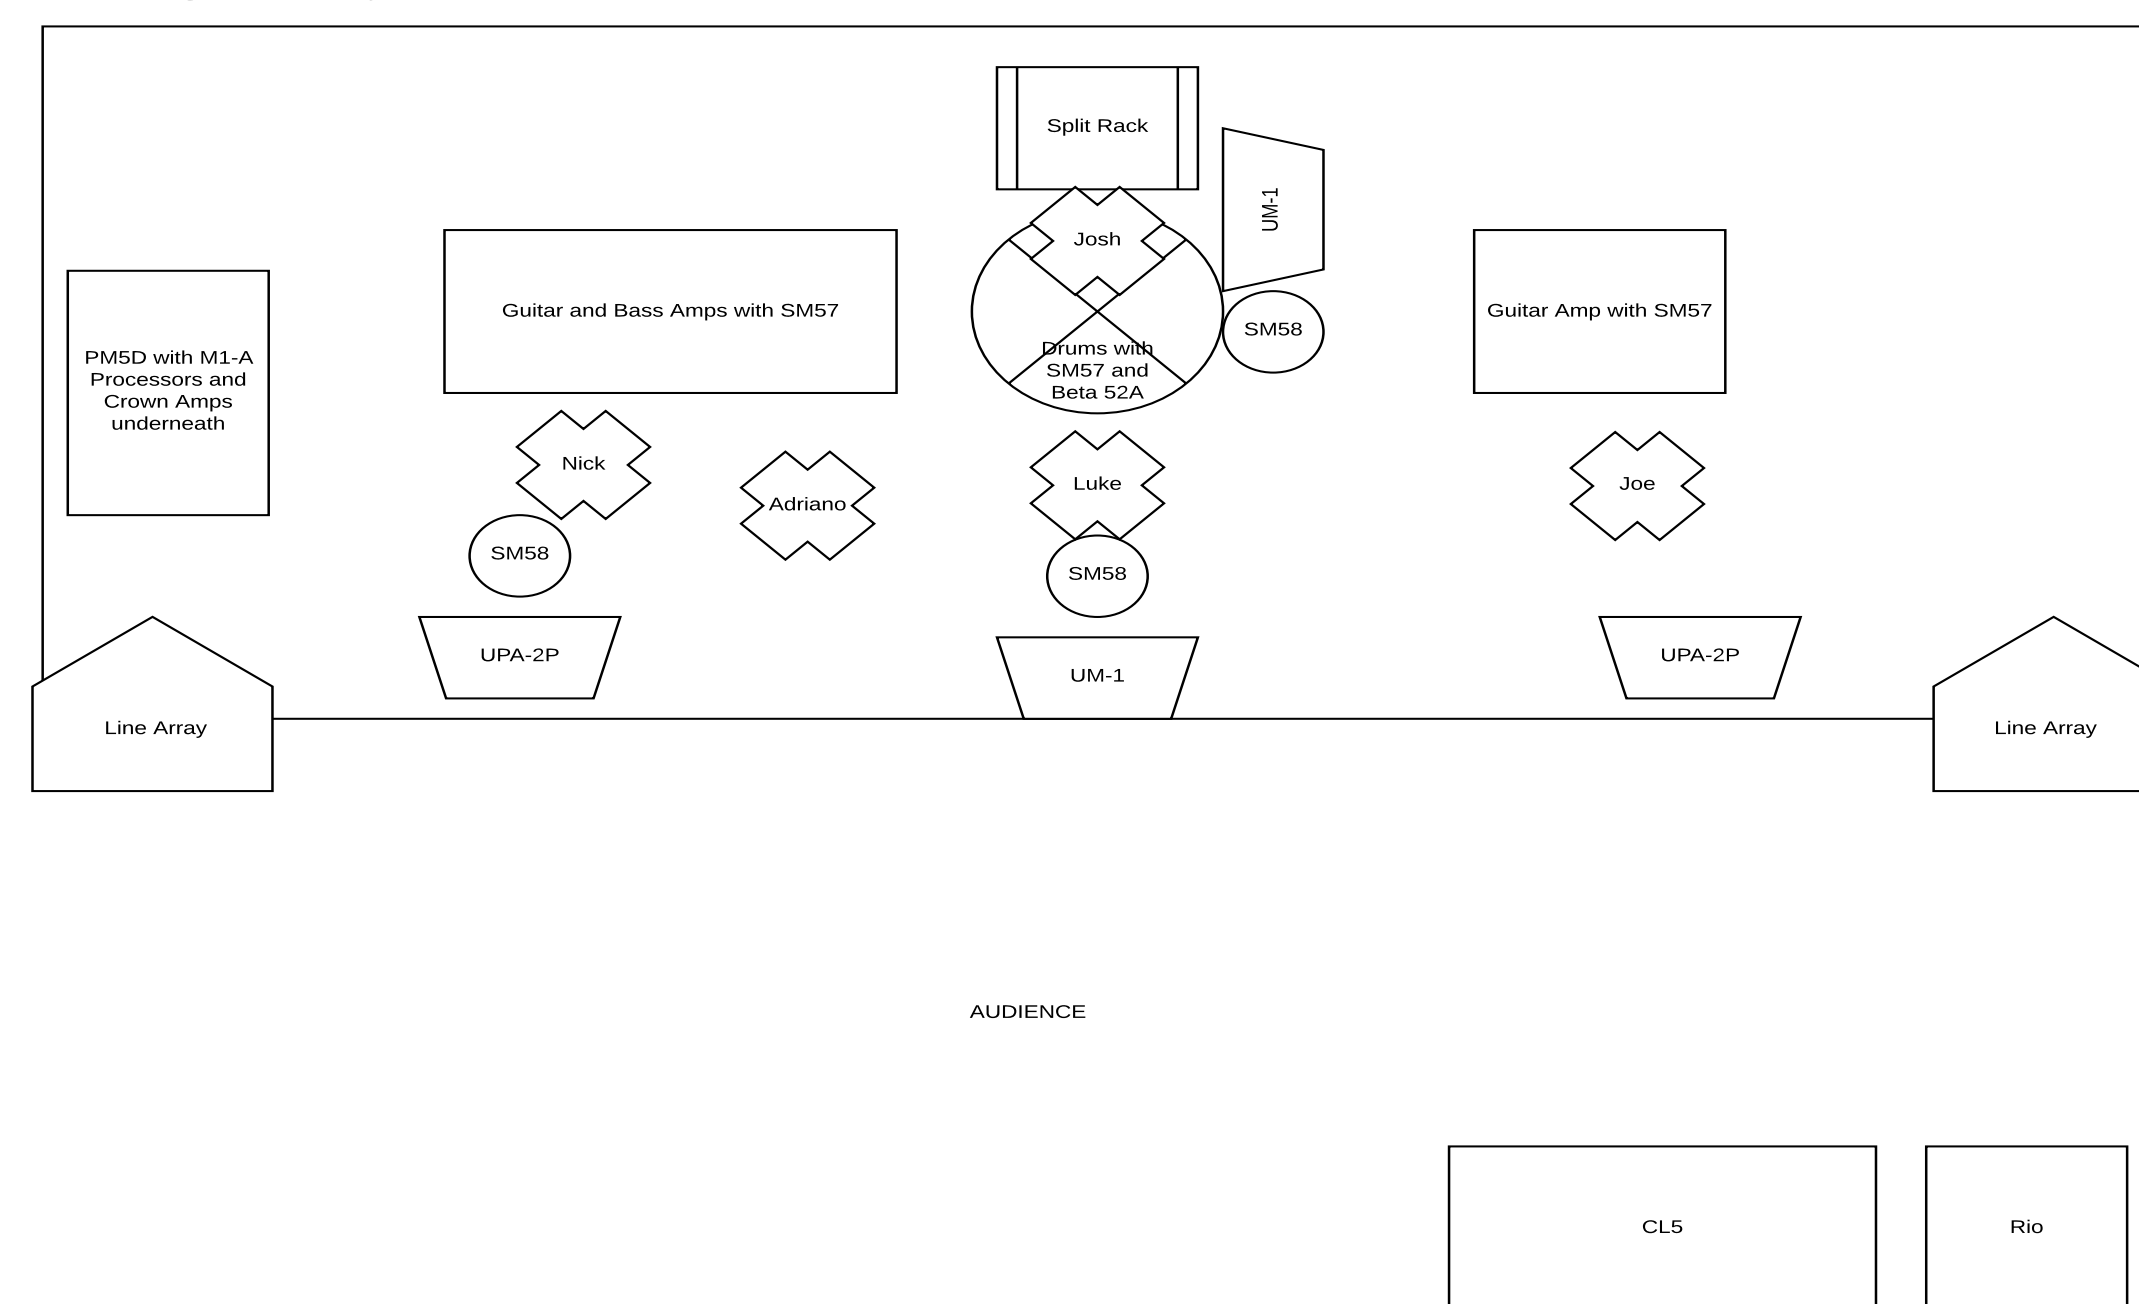 Split Rack
UM-1
Josh
Guitar and Bass Amps with SM57
Guitar Amp with SM57
SM58
PM5D with M1-A
Processors and
Crown Amps
underneath
Drums with
SM57 and
Beta 52A
Nick
Adriano
Luke
Joe
SM58
SM58
UPA-2P
UM-1
UPA-2P
Line Array
Line Array
AUDIENCE
CL5
Rio